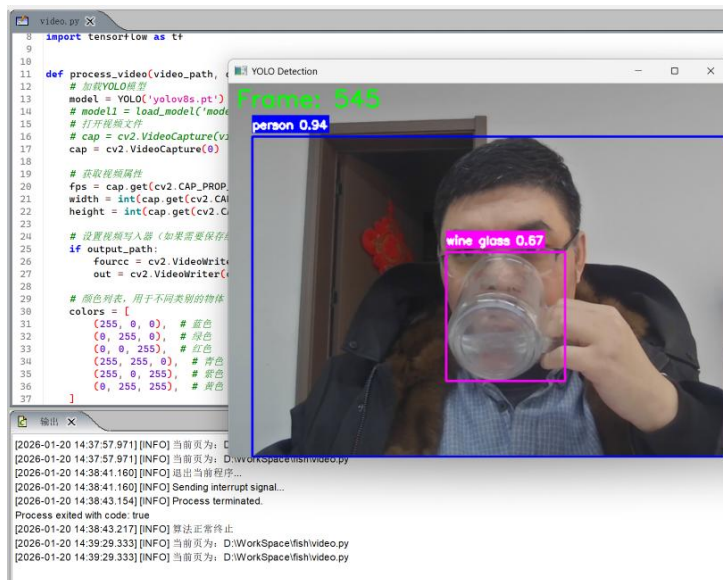 video.py
8 import tensorflow as tf
9
10
11 def process_video(video_path,
12 # 加载YOLO模型
13 model = YOLO('yolov8s.pt')
14 # model1 = load_model('mode
15 # 打开视频文件
16 # cap = cv2.VideoCapture(vi
17 cap = cv2.VideoCapture(0)
18
19 # 获取视频属性
20 fps = cap.get(cv2.CAP_PROP_
21 width = int(cap.get(cv2.CA
22 height = int(cap.get(cv2.CA
23
24 # 设置视频写入器（如果需要保存
25 if output_path:
26 fourcc = cv2.VideoWrite
27 out = cv2.VideoWriter(
28
29 # 颜色列表，用于不同类别的物体
30 colors = [
31 (255, 0, 0), # 蓝色
32 (0, 255, 0), # 绿色
33 (0, 0, 255), # 红色
34 (255, 255, 0), # 青色
35 (255, 0, 255), # 紫色
36 (0, 255, 255), # 黄色
37 ]
YOLO Detection
Frame: 545
person 0.94
wine glass 0.67
输出
[2026-01-20 14:37:57.971] [INFO] 当前页为：D:
[2026-01-20 14:37:57.971] [INFO] 当前页为：D:\WorkSpace\fish\video.py
[2026-01-20 14:38:41.160] [INFO] 退出当前程序...
[2026-01-20 14:38:41.160] [INFO] Sending interrupt signal...
[2026-01-20 14:38:43.154] [INFO] Process terminated.
Process exited with code: true
[2026-01-20 14:38:43.217] [INFO] 算法正常终止
[2026-01-20 14:39:29.333] [INFO] 当前页为：D:\WorkSpace\fish\video.py
[2026-01-20 14:39:29.333] [INFO] 当前页为：D:\WorkSpace\fish\video.py